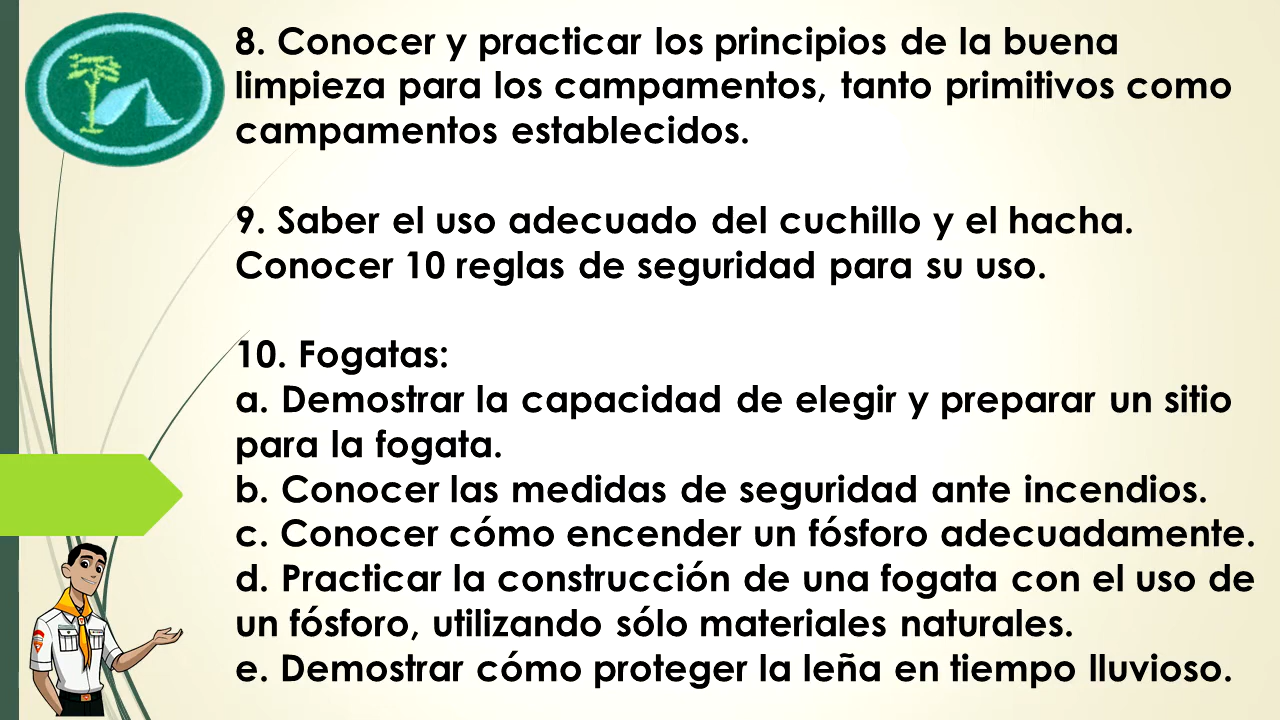 8. Conocer y practicar los principios de la buena
limpieza para los campamentos, tanto primitivos como
campamentos establecidos.
9. Saber el uso adecuado del cuchillo y el hacha.
Conocer 10 reglas de seguridad para su uso.
10. Fogatas:
a. Demostrar la capacidad de elegir y preparar un sitio
para la fogata.
b. Conocer las medidas de seguridad ante incendios.
c. Conocer cómo encender un fósforo adecuadamente.
d. Practicar la construcción de una fogata con el uso de
un fósforo, utilizando sólo materiales naturales.
e. Demostrar cómo proteger la leña en tiempo lluvioso.